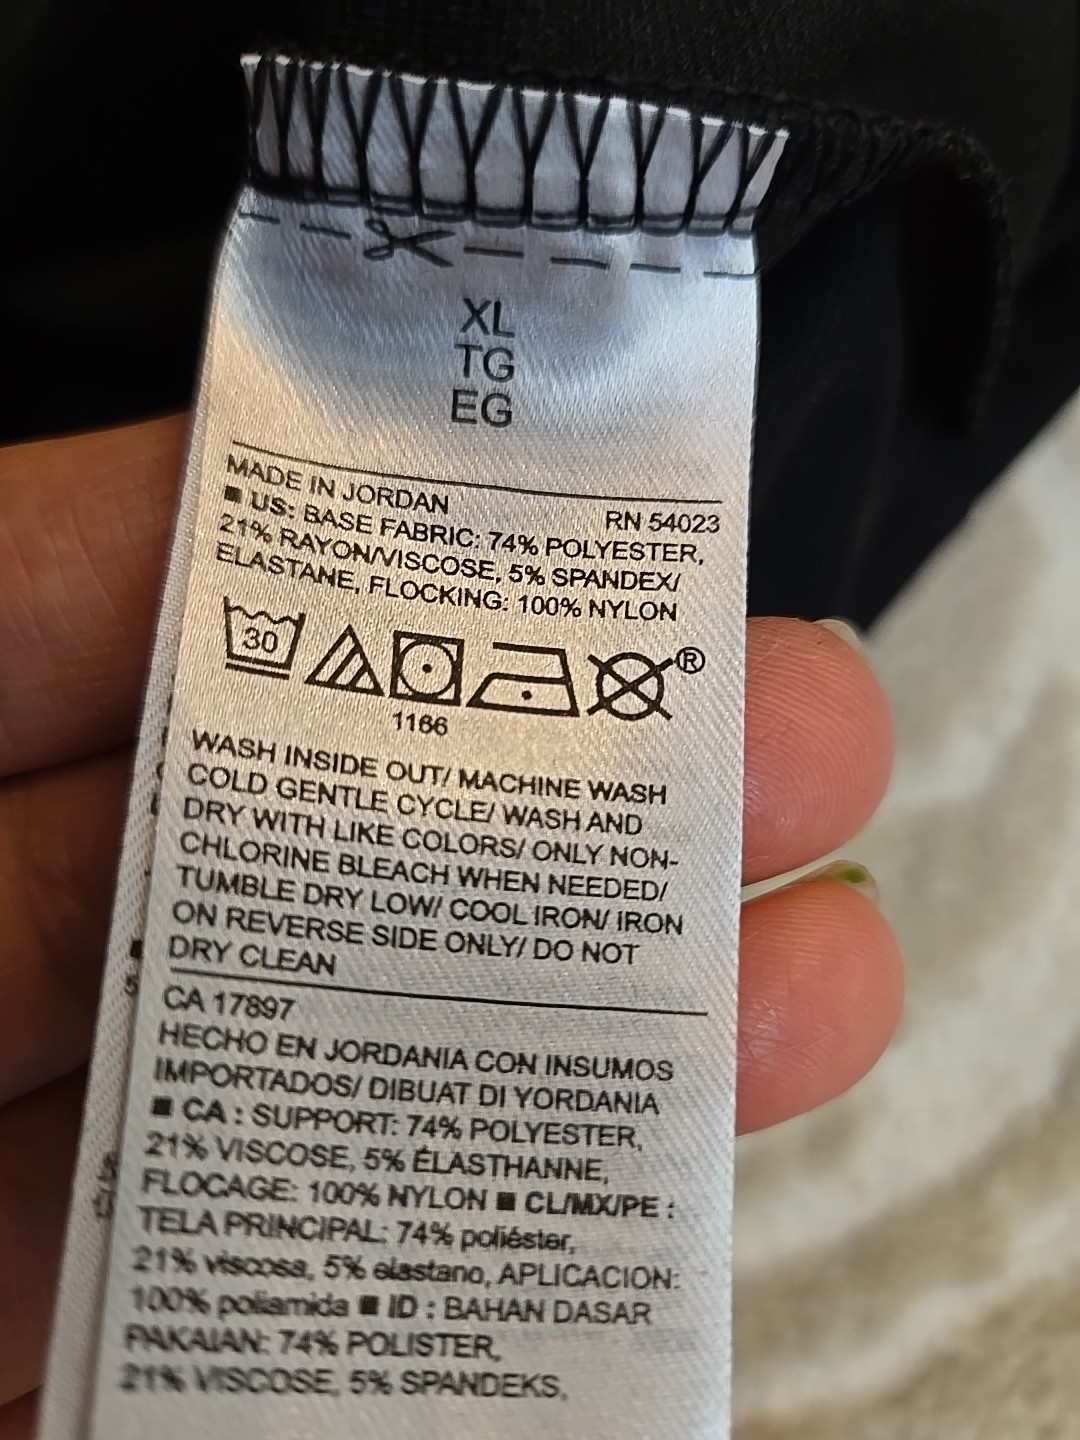 XL
TG
EG
MADE IN JORDAN
RN 54023
■ US: BASE FABRIC: 74% POLYESTER,
21% RAYON/VISCOSE, 5% SPANDEX/
ELASTANE, FLOCKING: 100% NYLON
30
®
1166
WASH INSIDE OUT/ MACHINE WASH
COLD GENTLE CYCLE/ WASH AND
DRY WITH LIKE COLORS/ ONLY NON-
CHLORINE BLEACH WHEN NEEDED/
TUMBLE DRY LOW/ COOL IRON/ IRON
ON REVERSE SIDE ONLY/ DO NOT
DRY CLEAN
CA 17897
HECHO EN JORDANIA CON INSUMOS
IMPORTADOS/ DIBUAT DI YORDANIA
■ CA : SUPPORT: 74% POLYESTER,
21% VISCOSE, 5% ÉLASTHANNE,
FLOCAGE: 100% NYLON ■ CL/MX/PE :
TELA PRINCIPAL: 74% poliéster,
21% viscosa, 5% elastano, APLICACION:
100% poliamida ■ ID : BAHAN DASAR
PAKAIAN: 74% POLISTER,
21% VISCOSE, 5% SPANDEKS,